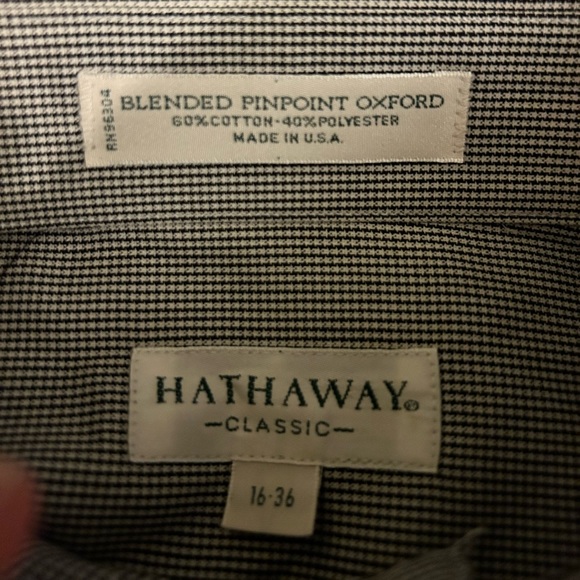 RN96304
BLENDED PINPOINT OXFORD
60%COTTON·40%POLYESTER
MADE IN U.S.A.
HATHAWAY®
—CLASSIC—
16-36